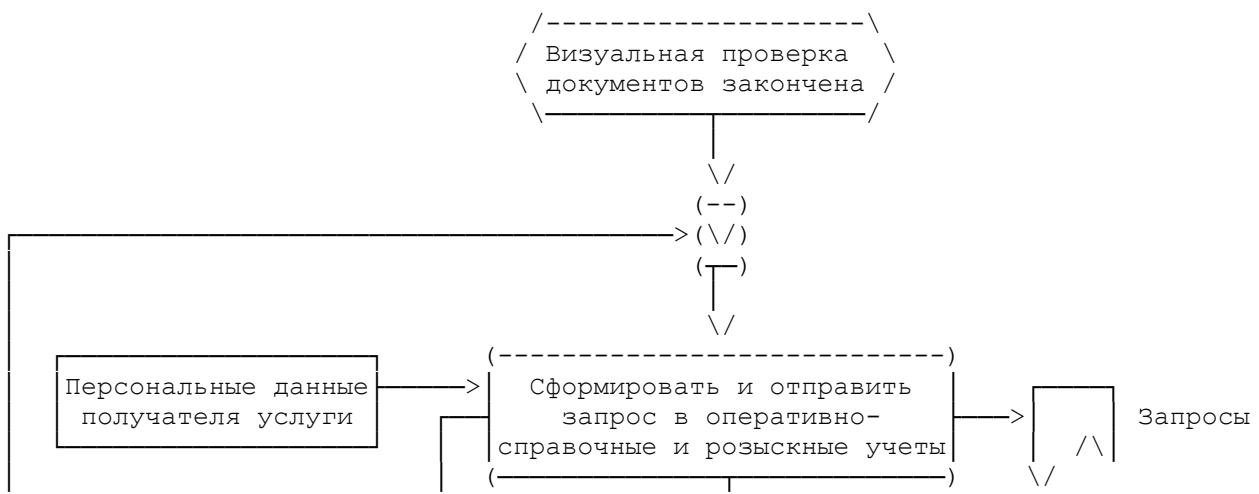 Визуальная проверка
документов закончена
Персональные данные
получателя услуги
Сформировать и отправить
запрос в оперативно-
справочные и розыскные учеты
Запросы